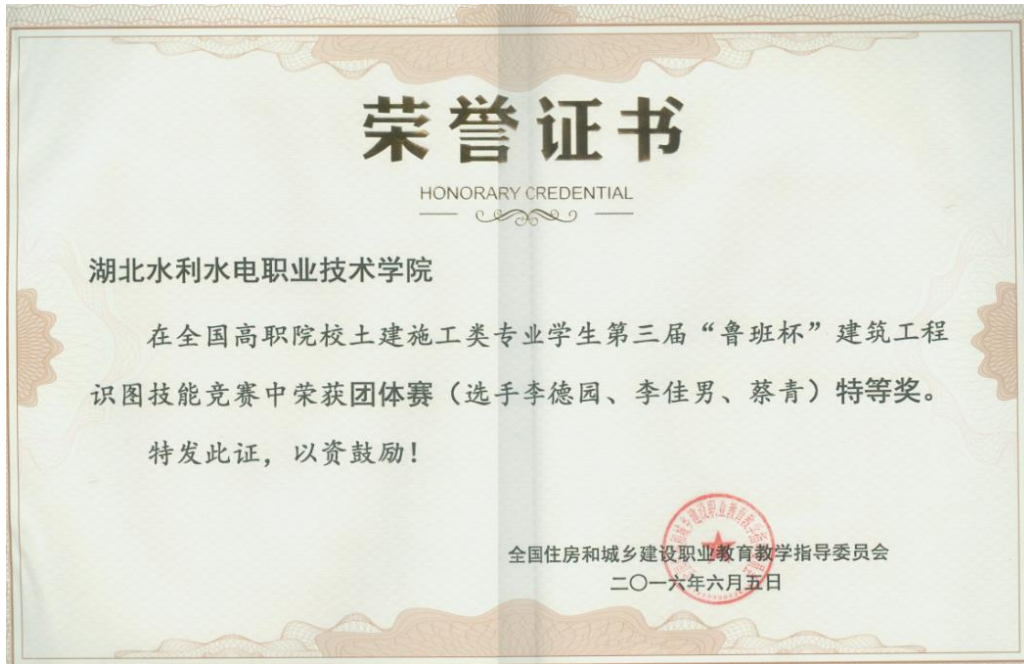 荣誉证书
HONORARY CREDENTIAL
湖北水利水电职业技术学院
在全国高职院校土建施工类专业学生第三届“鲁班杯”建筑工程
识图技能竞赛中荣获团体赛（选手李德园、李佳男、蔡青）特等奖。
特发此证，以资鼓励！
全国住房和城乡建设职业教育教学指导委员会
二〇一六年六月五日